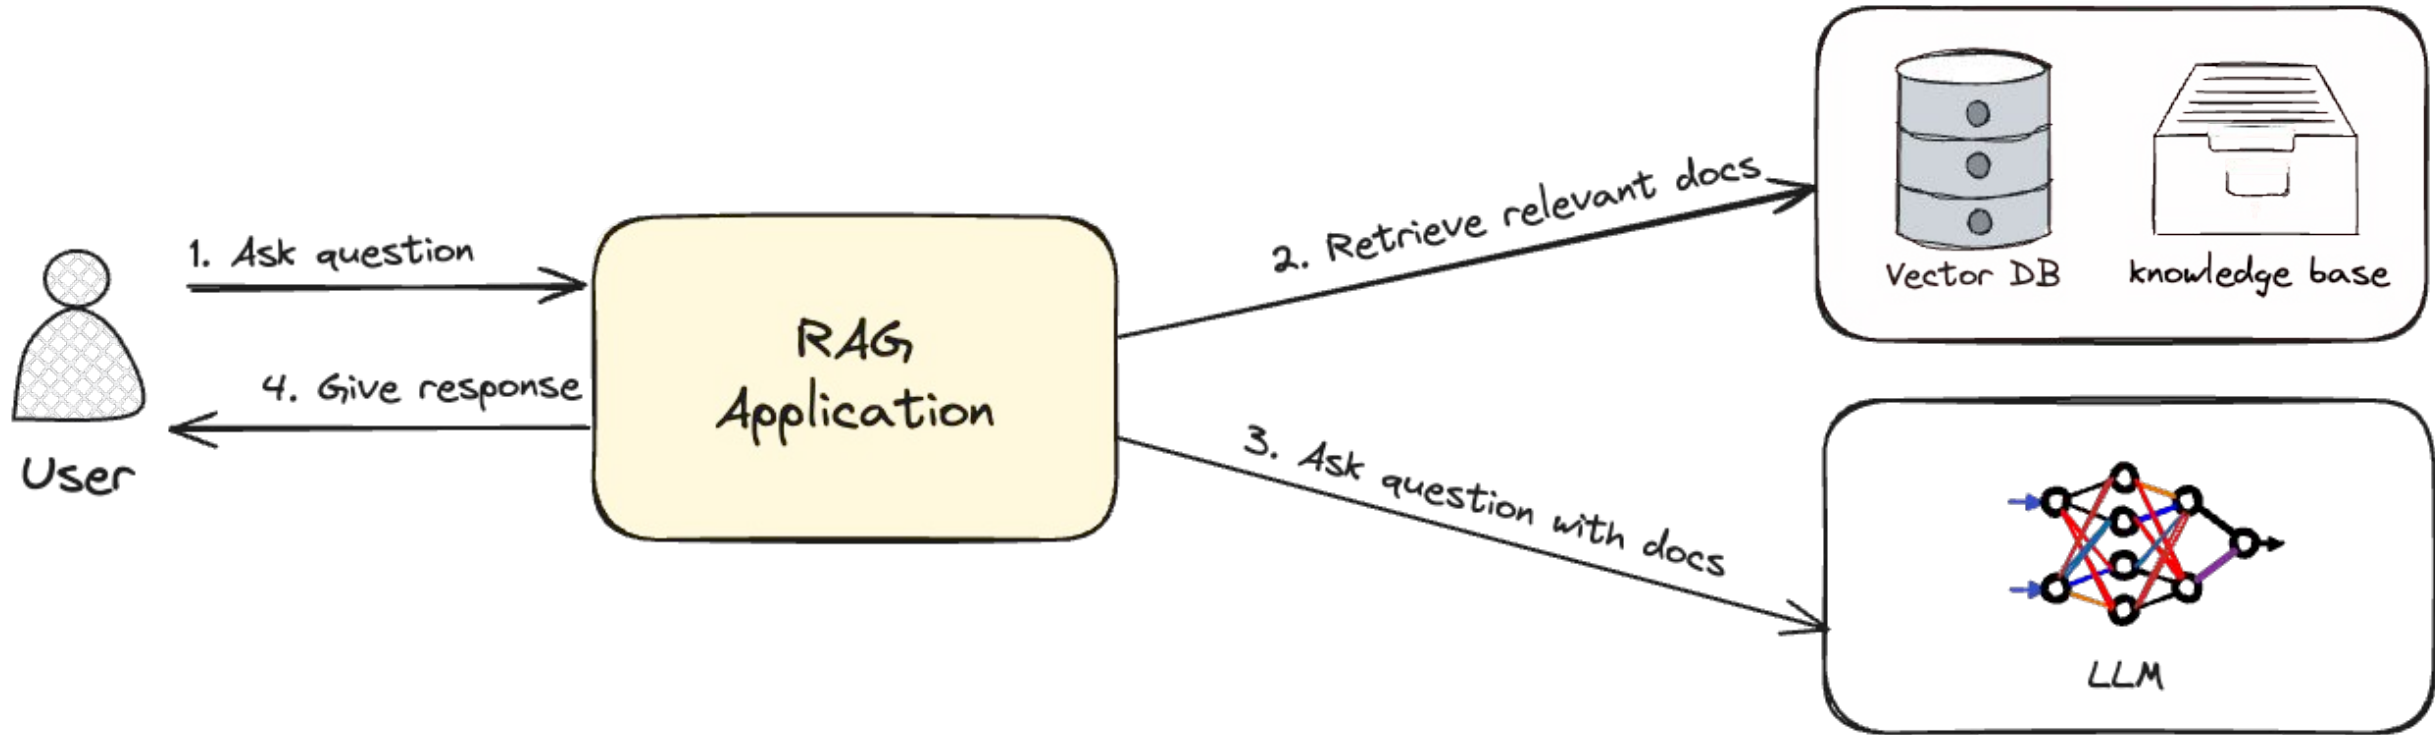 1. Ask question
4. Give response
User
RAG
Application
2. Retrieve relevant docs
3. Ask question with docs
Vector DB
knowledge base
LLM